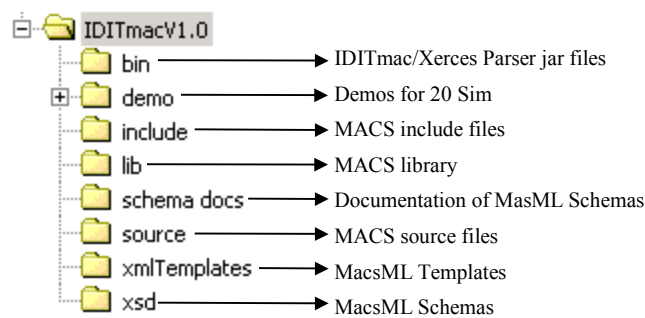 IDITmacV1.0
bin IDITmac/Xerces Parser jar files
demo Demos for 20 Sim
include MACS include files
lib MACS library
schema docs Documentation of MasML Schemas
source MACS source files
xmlTemplates MacsML Templates
xsd MacsML Schemas